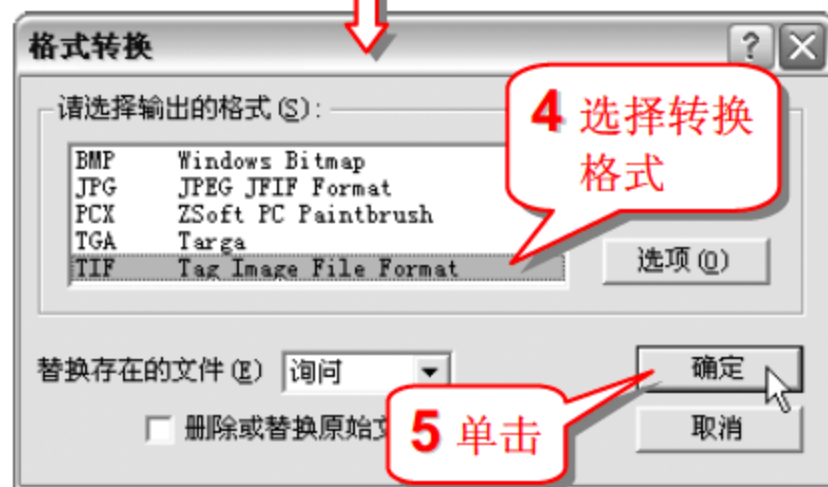 格式转换
请选择输出的格式(S):
BMP Windows Bitmap
JPG JPEG JFIF Format
PCX ZSoft PC Paintbrush
TGA Targa
TIF Tag Image File Format
4 选择转换
格式
选项(O)
替换存在的文件(E) 询问
确定
删除或替换原始文
5 单击
取消